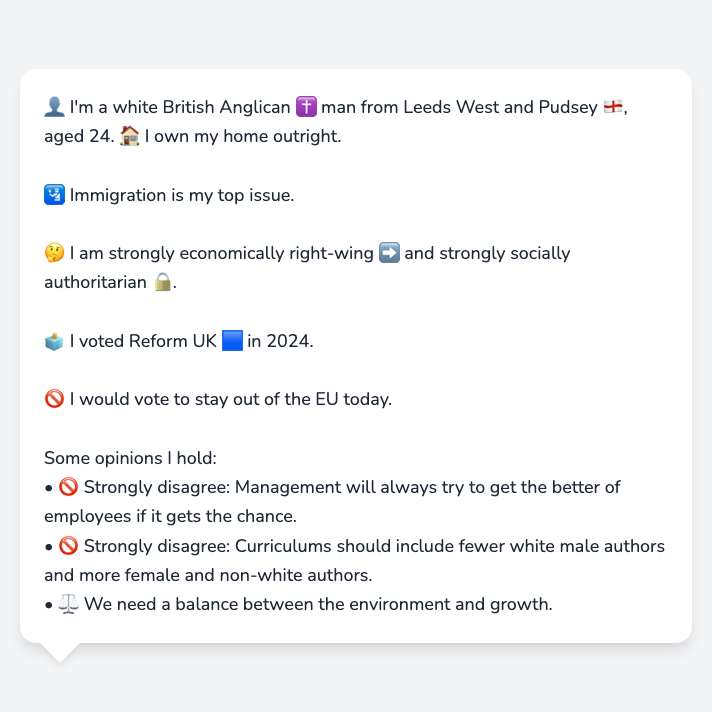 👤 I'm a white British Anglican ✝️ man from Leeds West and Pudsey 🏴󠁧󠁢󠁥󠁮󠁧󠁿,
aged 24. 🏠 I own my home outright.
🛂 Immigration is my top issue.
🤔 I am strongly economically right-wing ➡️ and strongly socially
authoritarian 🔒.
🗳️ I voted Reform UK 🟦 in 2024.
🚫 I would vote to stay out of the EU today.
Some opinions I hold:
• 🚫 Strongly disagree: Management will always try to get the better of
employees if it gets the chance.
• 🚫 Strongly disagree: Curriculums should include fewer white male authors
and more female and non-white authors.
• ⚖️ We need a balance between the environment and growth.